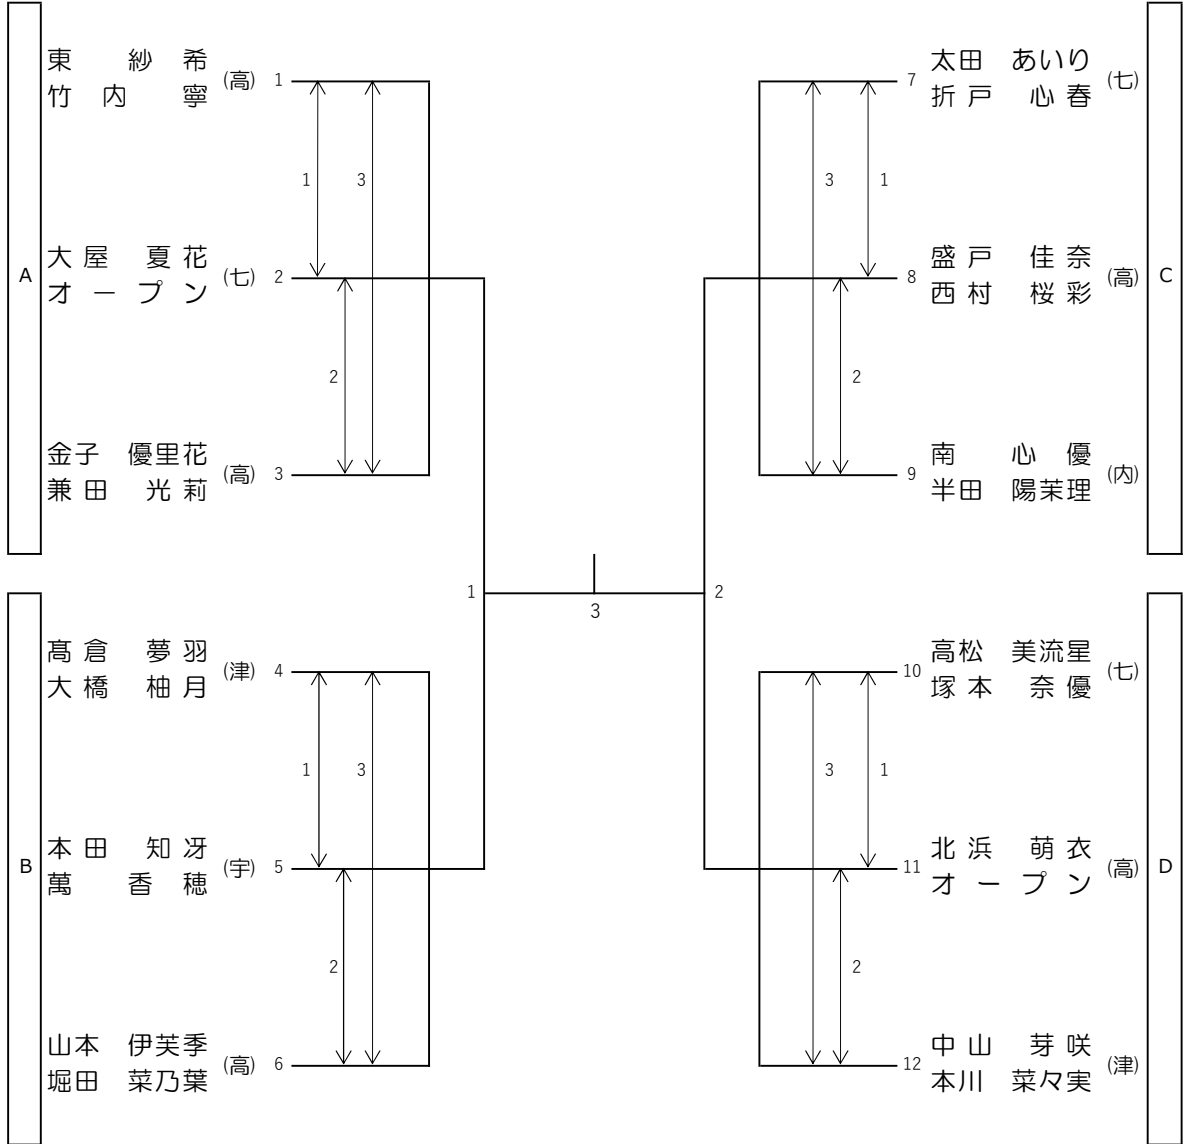 A
東 紗 希
竹 内 寧
(高) 1
大 屋 夏 花
オ ー プ ン
(七) 2
金子 優里花
兼 田 光 莉
(高) 3
1
3
2
B
髙 倉 夢 羽
大 橋 柚 月
(津) 4
本 田 知 冴
萬 香 穂
(宇) 5
山本 伊芙季
堀田 菜乃葉
(高) 6
1
3
2
1
3
2
C
7 太田 あいり
折 戸 心 春
(七)
8 盛 戸 佳 奈
西 村 桜 彩
(高)
9 南 心 優
半田 陽茉理
(内)
3
1
2
D
10 高松 美流星
塚 本 奈 優
(七)
11 北 浜 萌 衣
オ ー プ ン
(高)
12 中 山 芽 咲
本川 菜々実
(津)
3
1
2